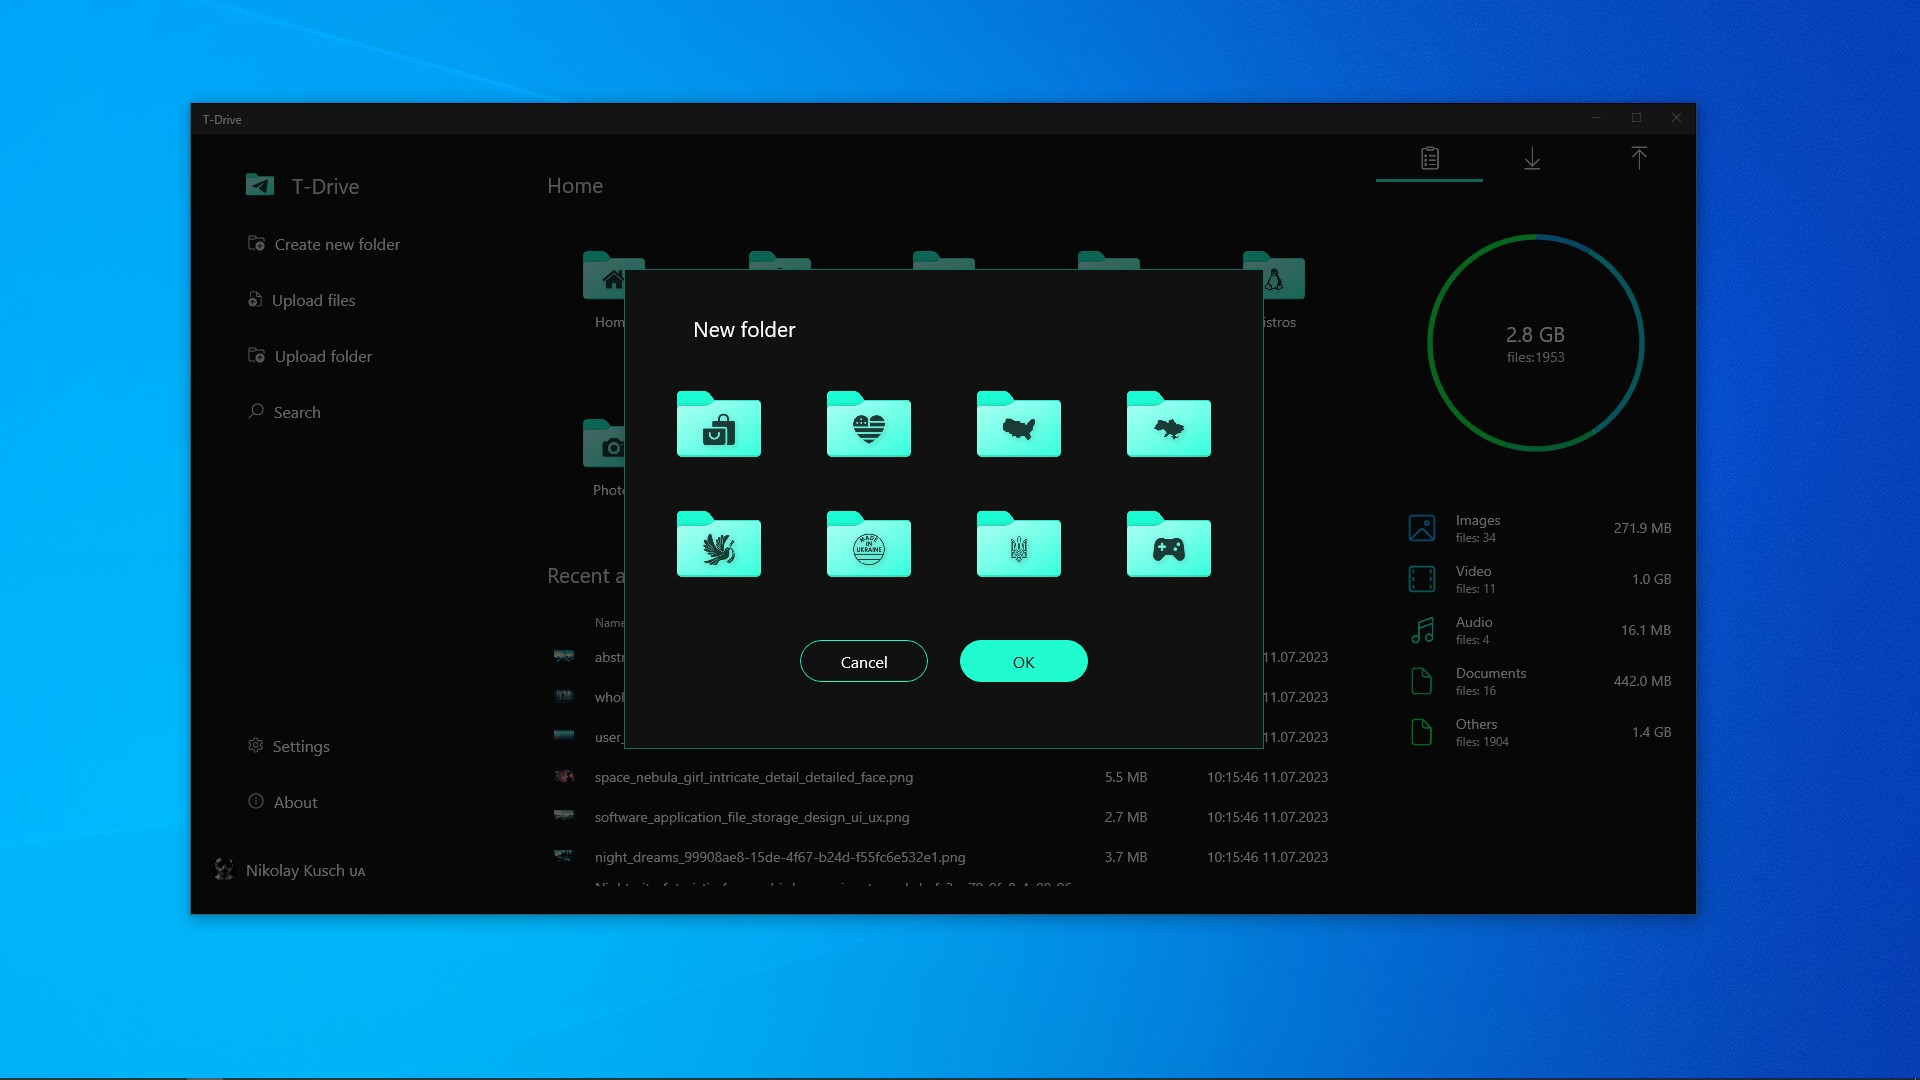 T-Drive
T-Drive
Create new folder
Upload files
Upload folder
Search
Settings
About
Nikolay Kusch UA
Home
Hom
istros
Phot
Recent a
Name
New folder
MADE
IN
UKRAINE
Cancel
OK
abst
11.07.2023
whol
11.07.2023
user_
11.07.2023
space_nebula_girl_intricate_detail_detailed_face.png 5.5 MB 10:15:46 11.07.2023
software_application_file_storage_design_ui_ux.png 2.7 MB 10:15:46 11.07.2023
night_dreams_99908ae8-15de-4f67-b24d-f55fc6e532e1.png 3.7 MB 10:15:46 11.07.2023
2.8 GB
files:1953
Images 271.9 MB
files: 34
Video 1.0 GB
files: 11
Audio 16.1 MB
files: 4
Documents 442.0 MB
files: 16
Others 1.4 GB
files: 1904